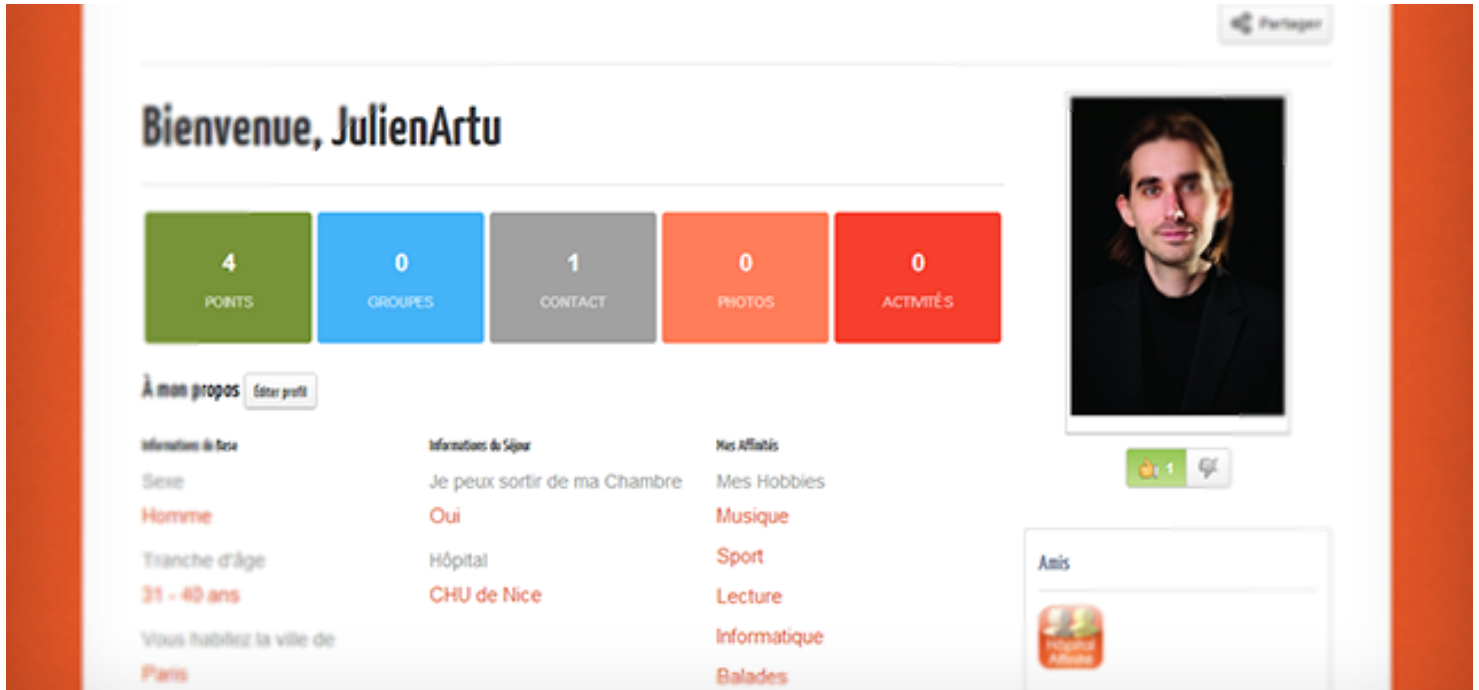 Partager
Bienvenue, JulienArtu
4
POINTS
0
GROUPES
1
CONTACT
0
PHOTOS
0
ACTIVITÉS
À mon propos
Éditer profil
Informations de Base
Sexe
Homme
Tranche d'âge
31 - 40 ans
Vous habitez la ville de
Paris
Informations du Séjour
Je peux sortir de ma Chambre
Oui
Hôpital
CHU de Nice
Mes Affinités
Mes Hobbies
Musique
Sport
Lecture
Informatique
Balades
1
Amis
Hôpital
Affinité